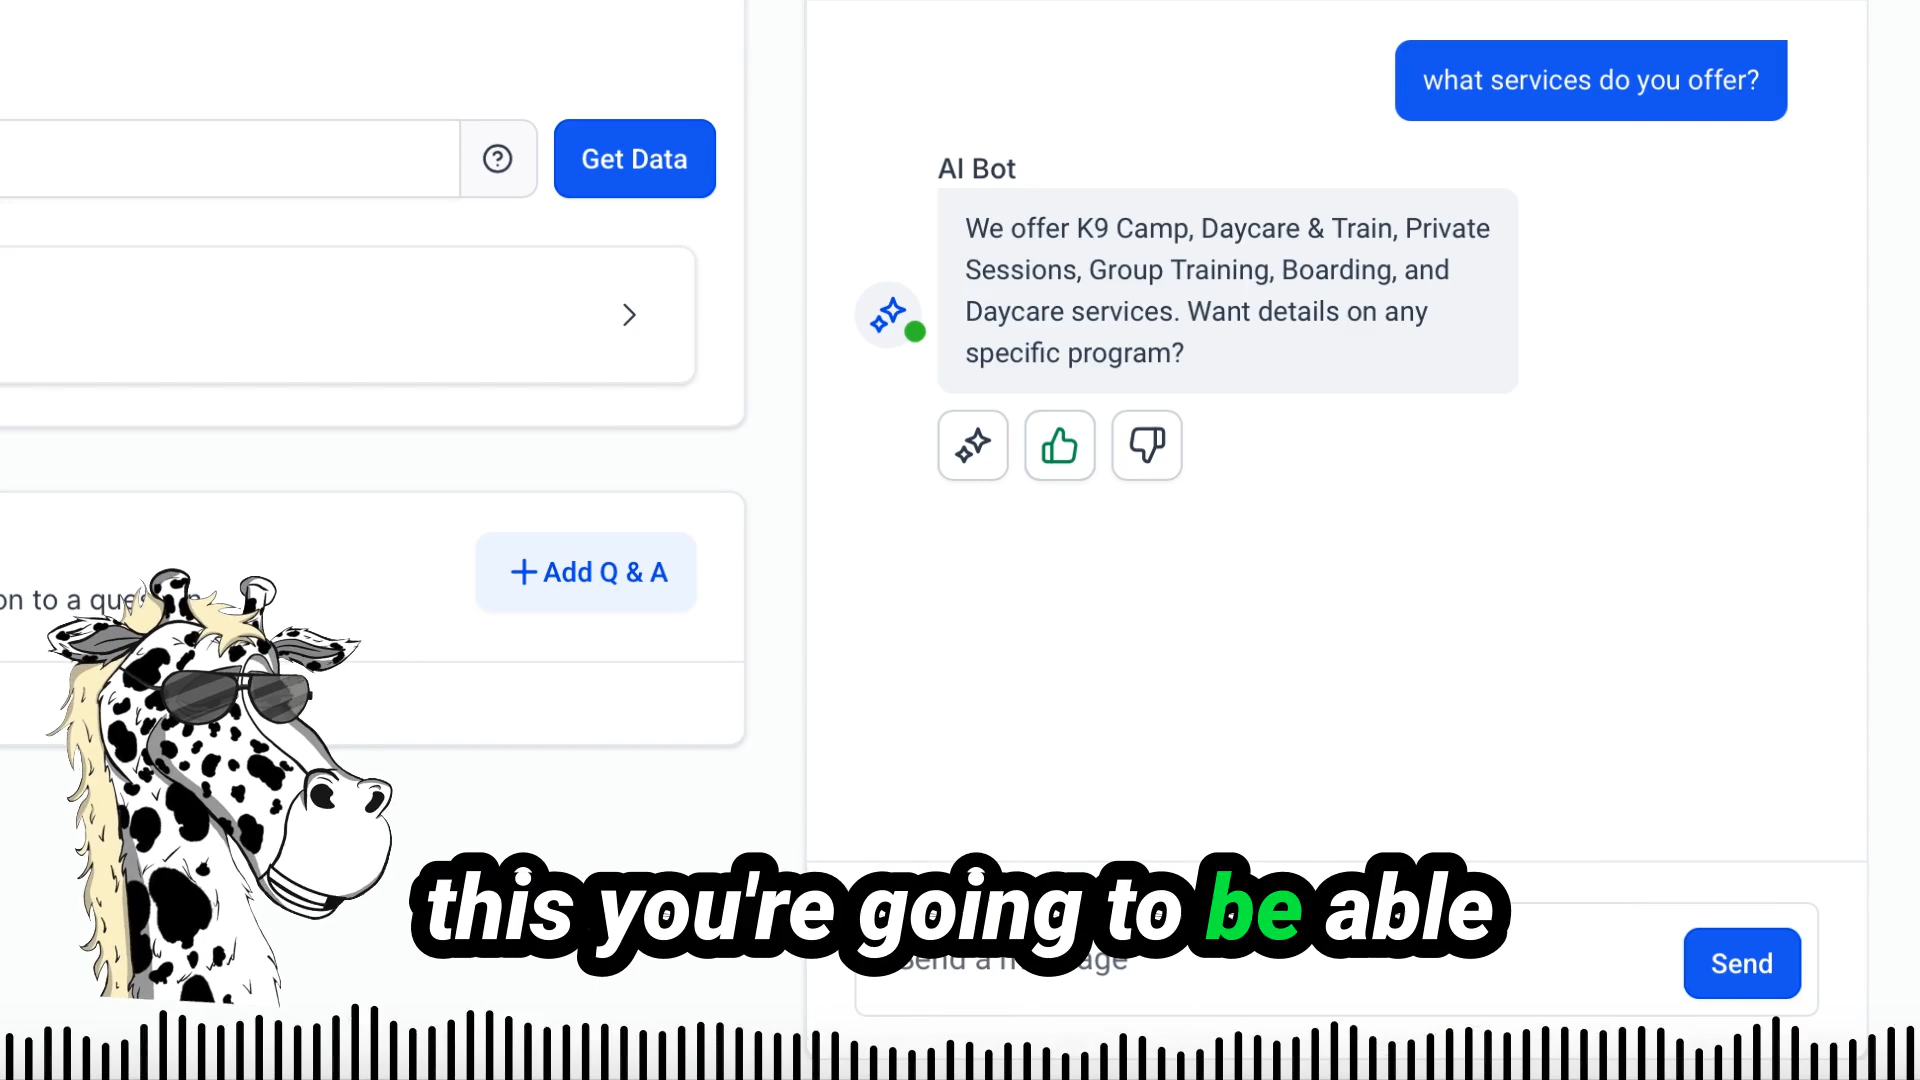 what services do you offer?
Get Data
AI Bot
We offer K9 Camp, Daycare & Train, Private
Sessions, Group Training, Boarding, and
Daycare services. Want details on any
specific program?
Add Q & A
on to a
this you're going to be able
Send